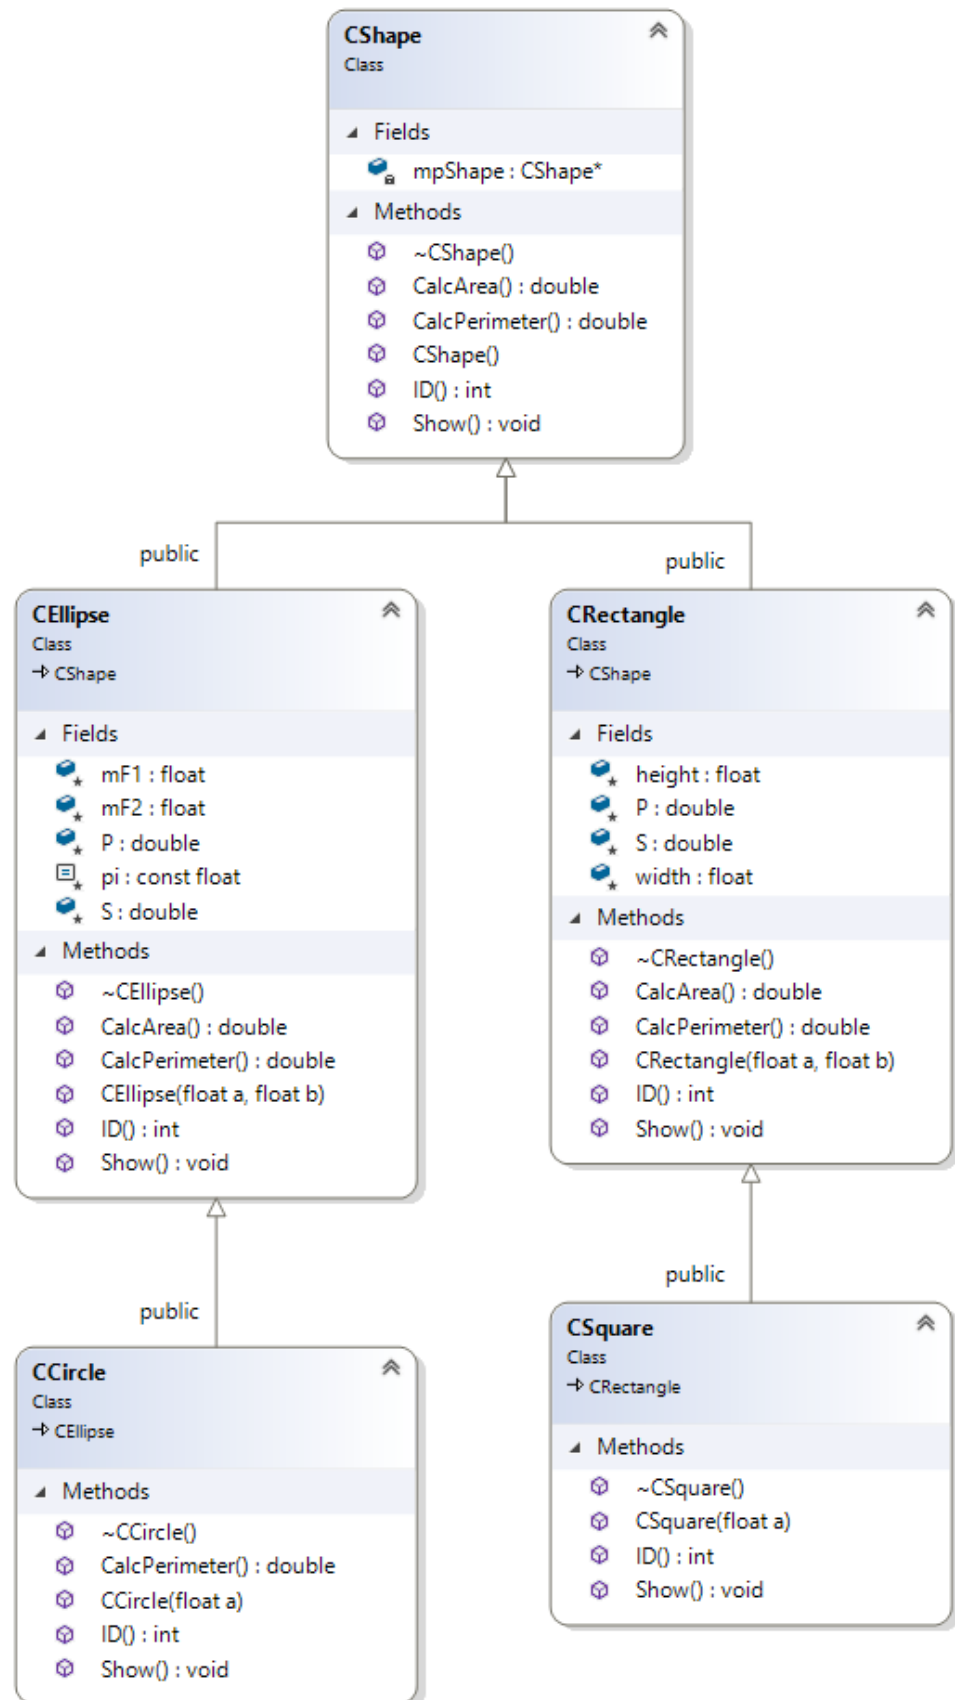 CShape
Class
Fields
mpShape : CShape*
Methods
~CShape()
CalcArea() : double
CalcPerimeter() : double
CShape()
ID() : int
Show() : void
public
public
CEllipse
Class
CShape
Fields
mF1 : float
mF2 : float
P : double
pi : const float
S : double
Methods
~CEllipse()
CalcArea() : double
CalcPerimeter() : double
CEllipse(float a, float b)
ID() : int
Show() : void
CRectangle
Class
CShape
Fields
height : float
P : double
S : double
width : float
Methods
~CRectangle()
CalcArea() : double
CalcPerimeter() : double
CRectangle(float a, float b)
ID() : int
Show() : void
public
public
CCircle
Class
CEllipse
Methods
~CCircle()
CalcPerimeter() : double
CCircle(float a)
ID() : int
Show() : void
CSquare
Class
CRectangle
Methods
~CSquare()
CSquare(float a)
ID() : int
Show() : void